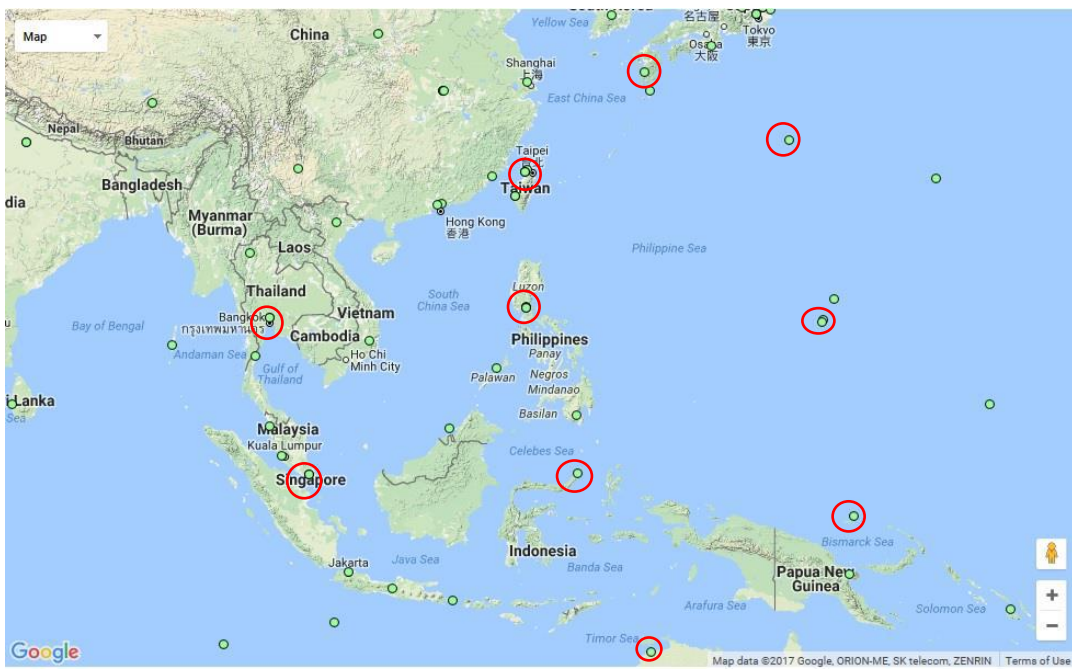 Map
China
Yellow Sea
名古屋
Tokyo
東京
Osaka
大阪
Shanghai
上海
East China Sea
Nepal
Bhutan
Taipei
Bangladesh
Taiwan
dia
Myanmar
(Burma)
Hong Kong
香港
Laos
Philippine Sea
Luzon
Thailand
South
China Sea
Bay of Bengal
Bangkok
กรุงเทพมหานคร
Vietnam
Cambodia
Philippines
Andaman Sea
Ho Chi
Minh City
Panay
Gulf of
Thailand
Palawan
Negros
Mindanao
i Lanka
Sea
Basilan
Malaysia
Kuala Lumpur
Celebes Sea
Singapore
Bismarck Sea
Indonesia
Jakarta
Java Sea
Banda Sea
Papua New
Guinea
Arafura Sea
Solomon Sea
+
−
Timor Sea
Google
Map data ©2017 Google, ORION-ME, SK telecom, ZENRIN
Terms of Use